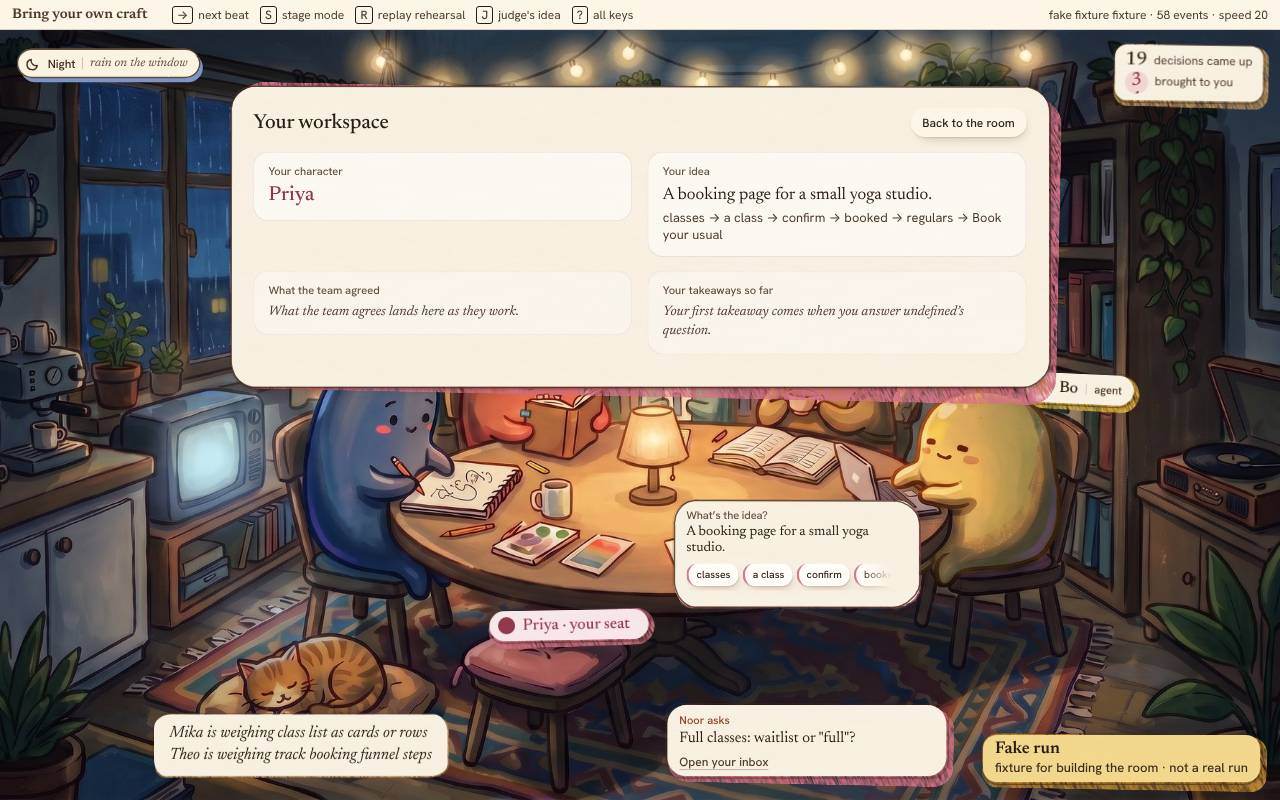 Bring your own craft
→ next beat S stage mode R replay rehearsal J judge's idea ? all keys
fake fixture fixture · 58 events · speed 20
Night rain on the window
19 decisions came up
3 brought to you
Your workspace
Back to the room
Your character
Priya
Your idea
A booking page for a small yoga studio.
classes → a class → confirm → booked → regulars → Book
your usual
What the team agreed
What the team agrees lands here as they work.
Your takeaways so far
Your first takeaway comes when you answer undefined’s
question.
Bo agent
What’s the idea?
A booking page for a small yoga
studio.
classes a class confirm
Priya · your seat
Mika is weighing class list as cards or rows
Theo is weighing track booking funnel steps
Noor asks
Full classes: waitlist or "full"?
Open your inbox
Fake run
fixture for building the room · not a real run